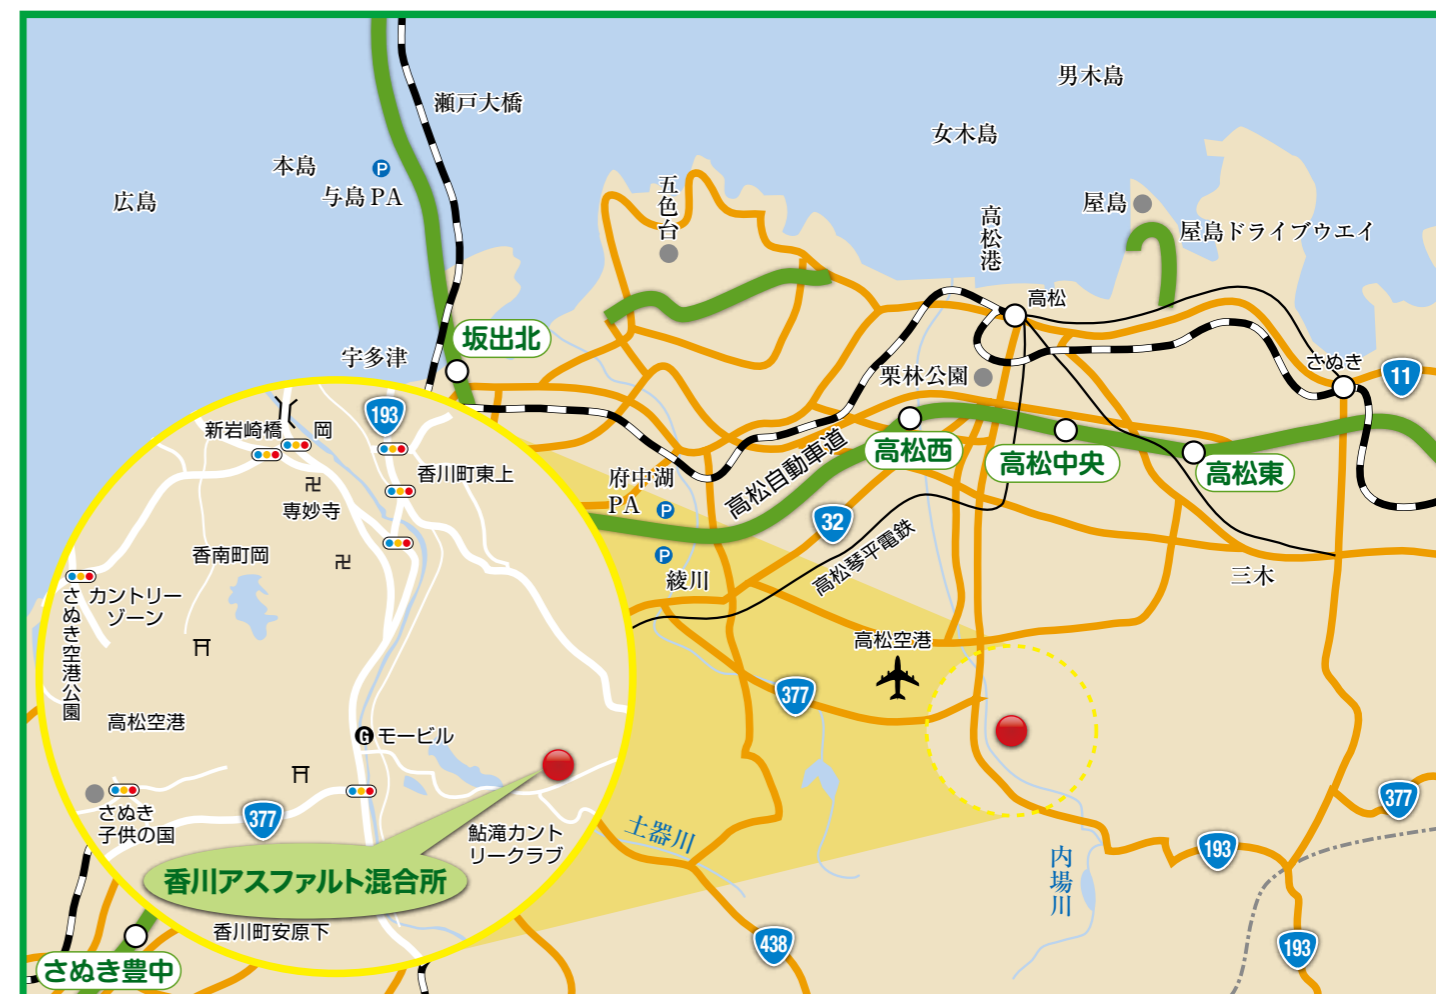 男木島
瀬戸大橋
女木島
本島
P
与島PA
広島
五色台
高松港
屋島
屋島ドライブウエイ
高松
坂出北
宇多津
さぬき
11
栗林公園
高松西
高松中央
高松東
高松自動車道
府中湖
PA
P
32
P
綾川
高松琴平電鉄
三木
高松空港
377
377
土器川
193
内場川
438
193
193
新岩崎橋
岡
香川町東上
卍
専妙寺
香南町岡
卍
カントリー
ゾーン
さぬき空港公園
高松空港
G
モービル
さぬき
子供の国
377
鮎滝カント
リークラブ
香川アスファルト混合所
香川町安原下
さぬき豊中